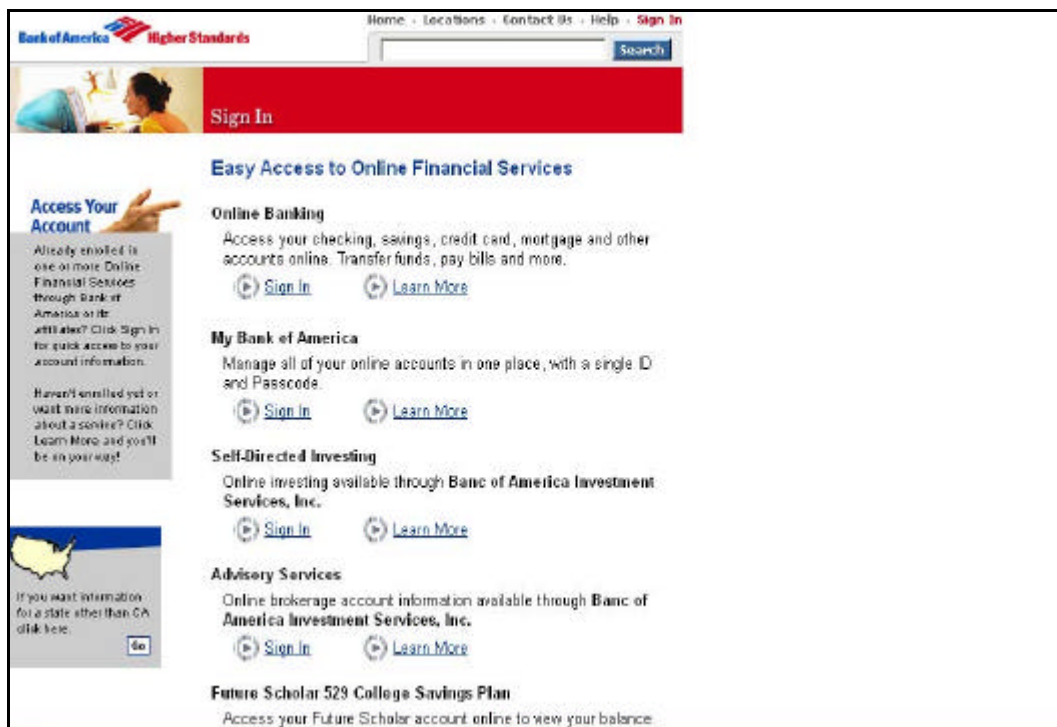 Bank of America Higher Standards
Home · Locations · Contact Us · Help · Sign In
Search
Sign In
Easy Access to Online Financial Services
Access Your
Account
Already enrolled in
one or more Online
Financial Services
through Bank of
America or its
affiliates? Click Sign In
for quick access to your
account information.
Haven't enrolled yet or
want more information
about a service? Click
Learn More and you'll
be on your way!
If you want information
for a state other than CA
click here.
Go
Online Banking
Access your checking, savings, credit card, mortgage and other
accounts online. Transfer funds, pay bills and more.
Sign In Learn More
My Bank of America
Manage all of your online accounts in one place, with a single ID
and Passcode.
Sign In Learn More
Self-Directed Investing
Online investing available through Banc of America Investment
Services, Inc.
Sign In Learn More
Advisory Services
Online brokerage account information available through Banc of
America Investment Services, Inc.
Sign In Learn More
Future Scholar 529 College Savings Plan
Access your Future Scholar account online to view your balance